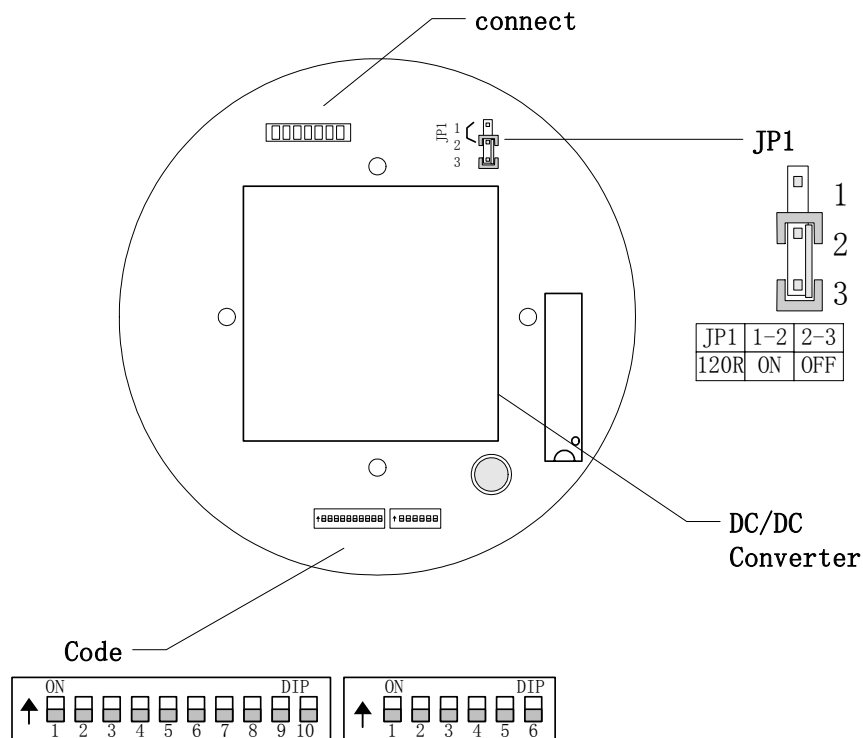 connect
JP1
1
2
3
JP1
1
2
3
JP1 1-2 2-3
120R ON OFF
DC/DC
Converter
Code
ON DIP
1 2 3 4 5 6 7 8 9 10
ON DIP
1 2 3 4 5 6